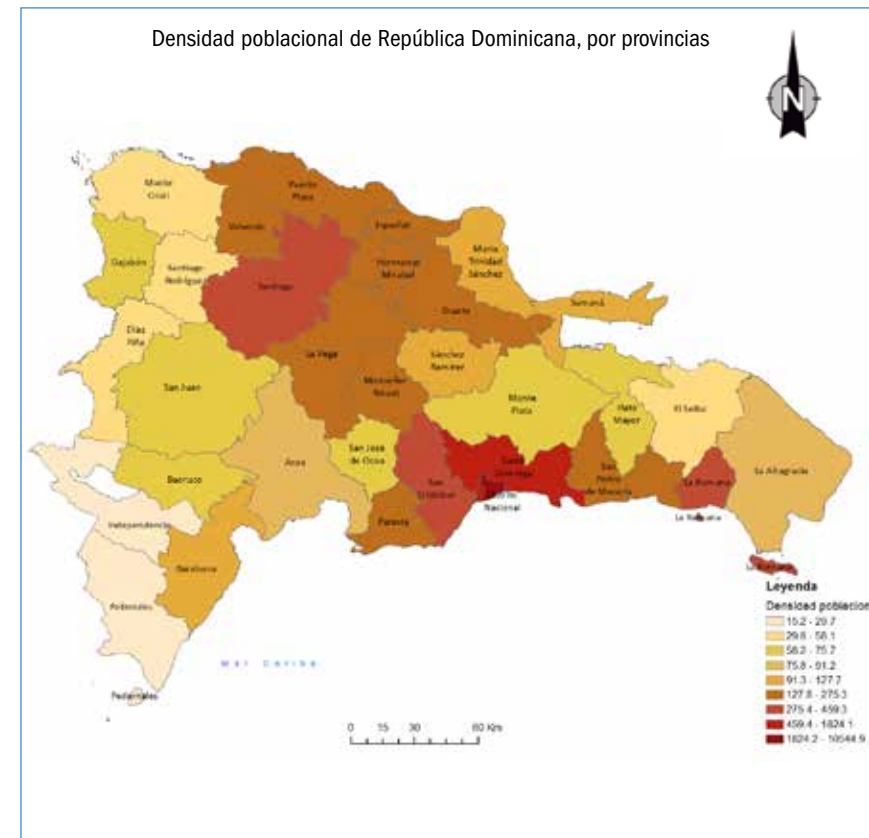 Densidad poblacional de República Dominicana, por provincias
N
Monte
Cristi
Puerto
Plata
Valverde
Espaillat
María
Trinidad
Sánchez
Dajabón
Santiago
Rodríguez
Hermanas
Mirabal
Santiago
Samaná
Duarte
Elías
Piña
La Vega
Sánchez
Ramírez
San Juan
Monseñor
Nouel
Monte
Plata
Hato
Mayor
El Seibo
San José
de Ocoa
Azua
La Altagracia
Baoruco
Santo
Domingo
San
Pedro
de Macorís
La Romana
San
Cristóbal
Distrito
Nacional
Independencia
Peravia
La Romana
Barahona
La Romana
Pedernales
Pedernales
Mar Caribe
0 15 30 60 Km
Leyenda
Densidad poblacion
15.2 - 29.7
29.8 - 58.1
58.2 - 75.7
75.8 - 91.2
91.3 - 127.7
127.8 - 275.3
275.4 - 459.3
459.4 - 1824.1
1824.2 - 10544.9